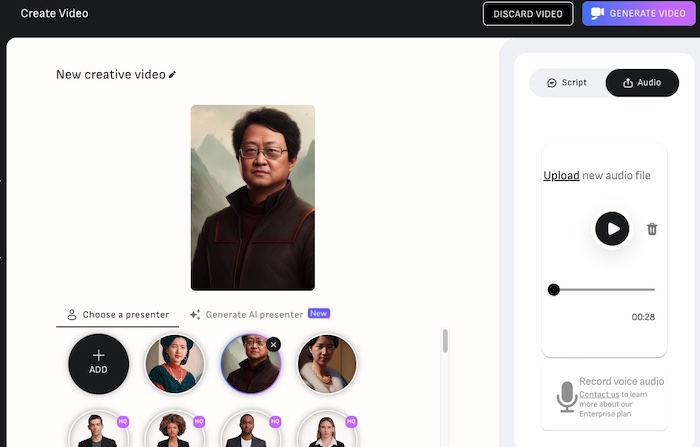 Create Video
DISCARD VIDEO
GENERATE VIDEO
New creative video
Script
Audio
Upload new audio file
00:28
Choose a presenter
Generate AI presenter
New
ADD
Record voice audio
Contact us to learn
more about our
Enterprise plan
HQ
HQ
HQ
HQ